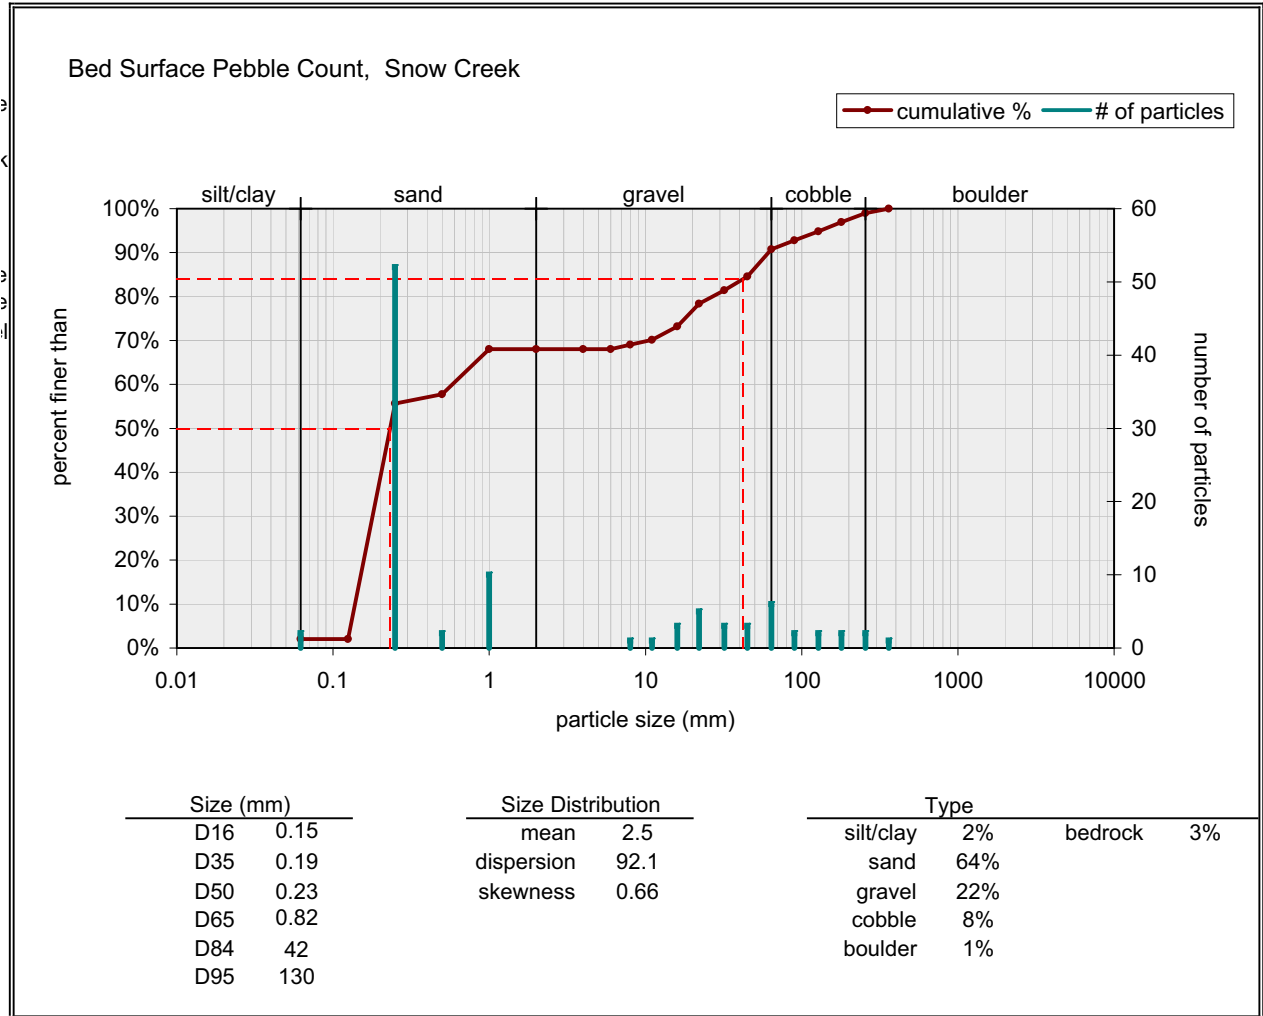 Bed Surface Pebble Count, Snow Creek
cumulative % # of particles
silt/clay sand gravel cobble boulder
100%
90%
80%
70%
60%
50%
40%
30%
20%
10%
0%
percent finer than
60
50
40
30
20
10
0
number of particles
0.01 0.1 1 10 100 1000 10000
particle size (mm)
Size (mm)
D16 0.15
D35 0.19
D50 0.23
D65 0.82
D84 42
D95 130
Size Distribution
mean 2.5
dispersion 92.1
skewness 0.66
Type
silt/clay 2% bedrock 3%
sand 64%
gravel 22%
cobble 8%
boulder 1%